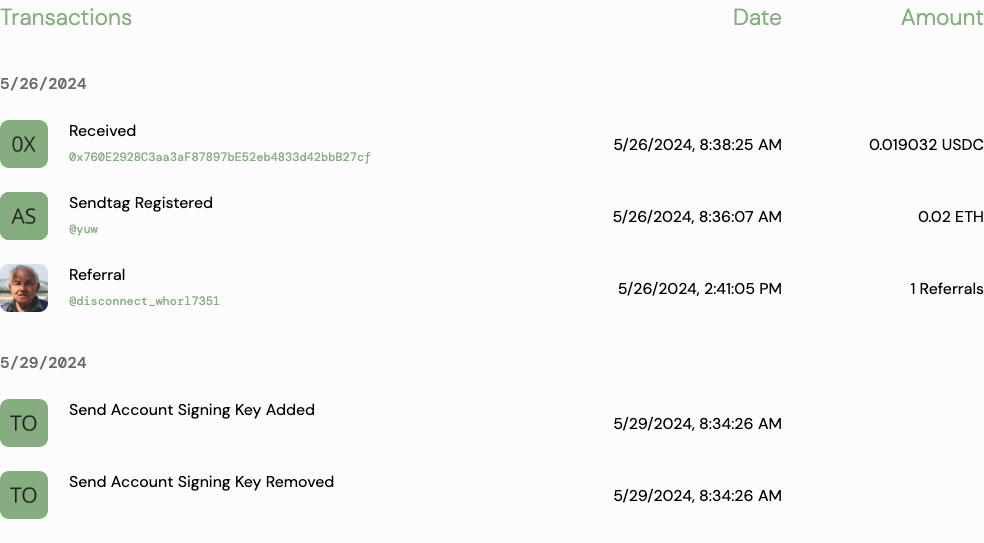 Transactions Date Amount
5/26/2024
0X Received
0x760E2928C3aa3aF87897bE52eb4833d42bbB27cf
5/26/2024, 8:38:25 AM 0.019032 USDC
AS Sendtag Registered
@yuw
5/26/2024, 8:36:07 AM 0.02 ETH
Referral
@disconnect_whorl7351
5/26/2024, 2:41:05 PM 1 Referrals
5/29/2024
TO Send Account Signing Key Added
5/29/2024, 8:34:26 AM
TO Send Account Signing Key Removed
5/29/2024, 8:34:26 AM